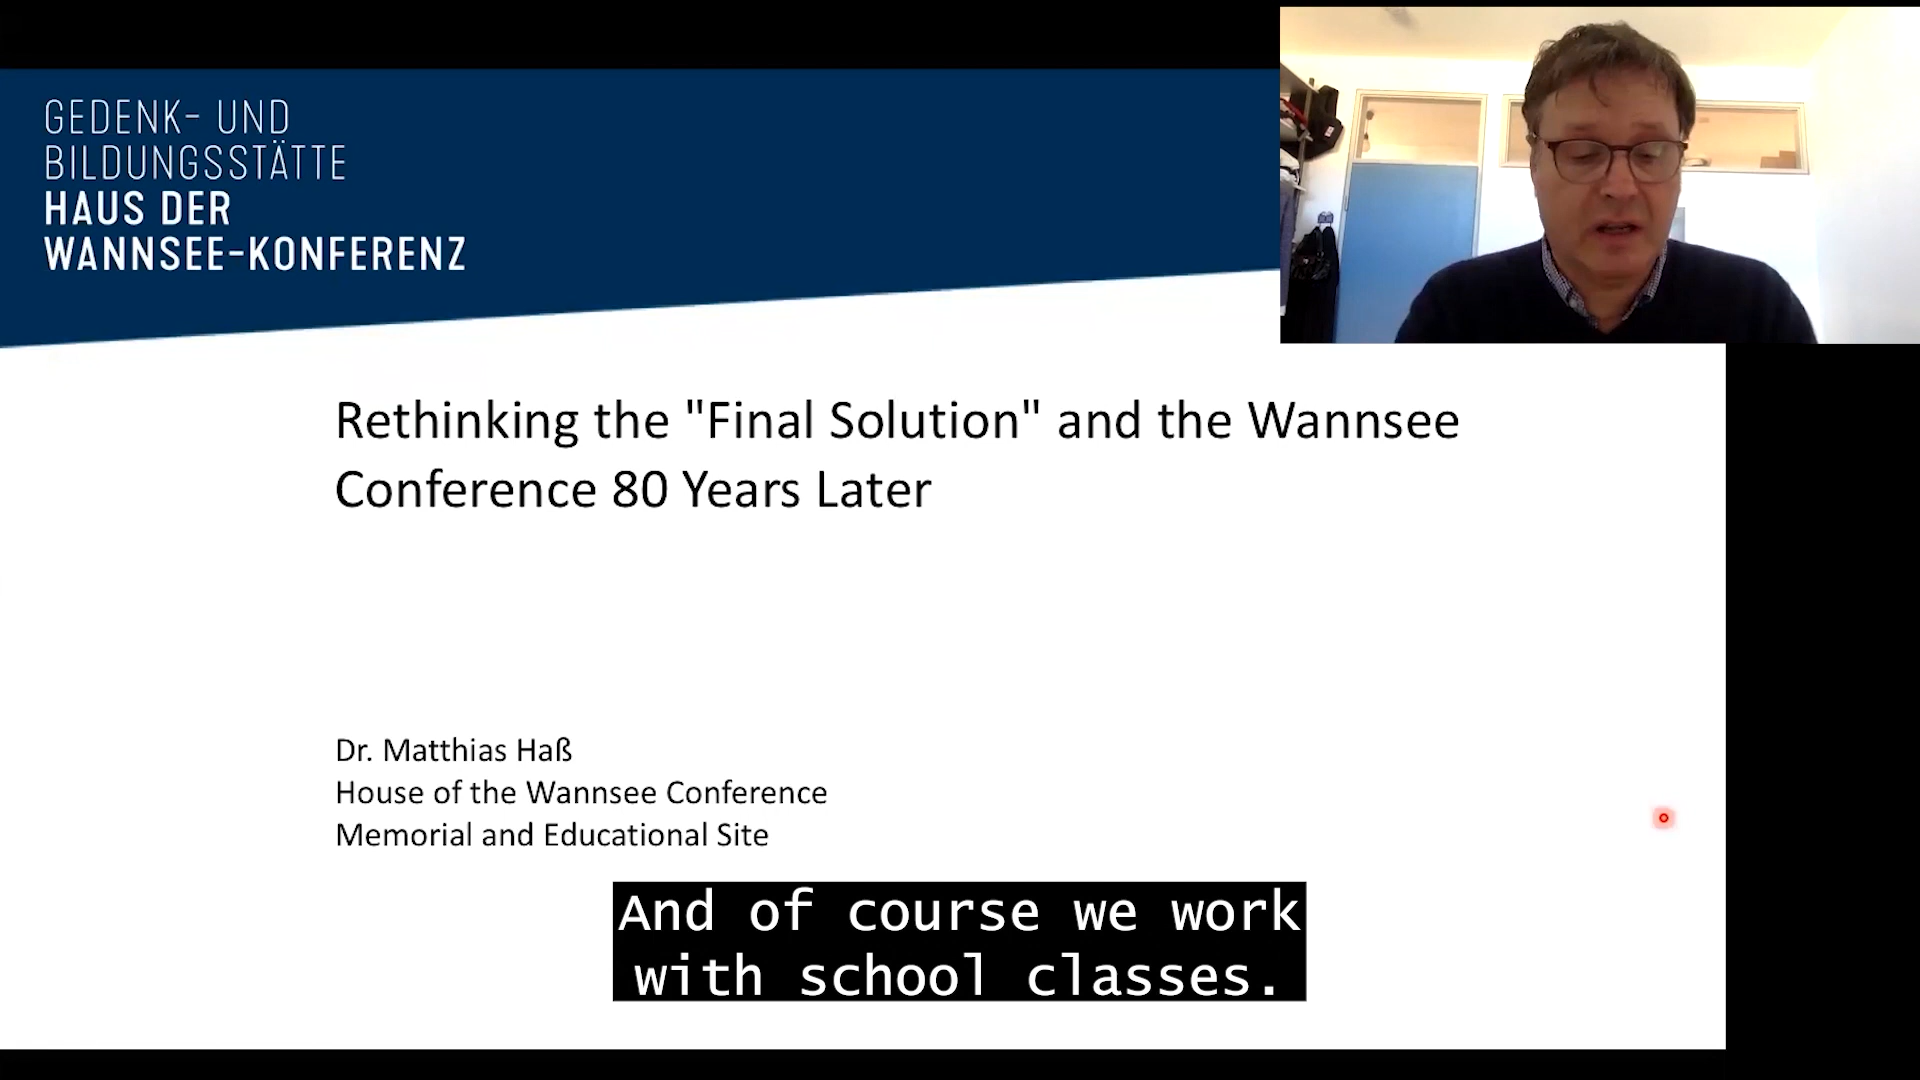 GEDENK- UND
BILDUNGSSTÄTTE
HAUS DER
WANNSEE-KONFERENZ
Rethinking the "Final Solution" and the Wannsee
Conference 80 Years Later
Dr. Matthias Haß
House of the Wannsee Conference
Memorial and Educational Site
And of course we work
with school classes.